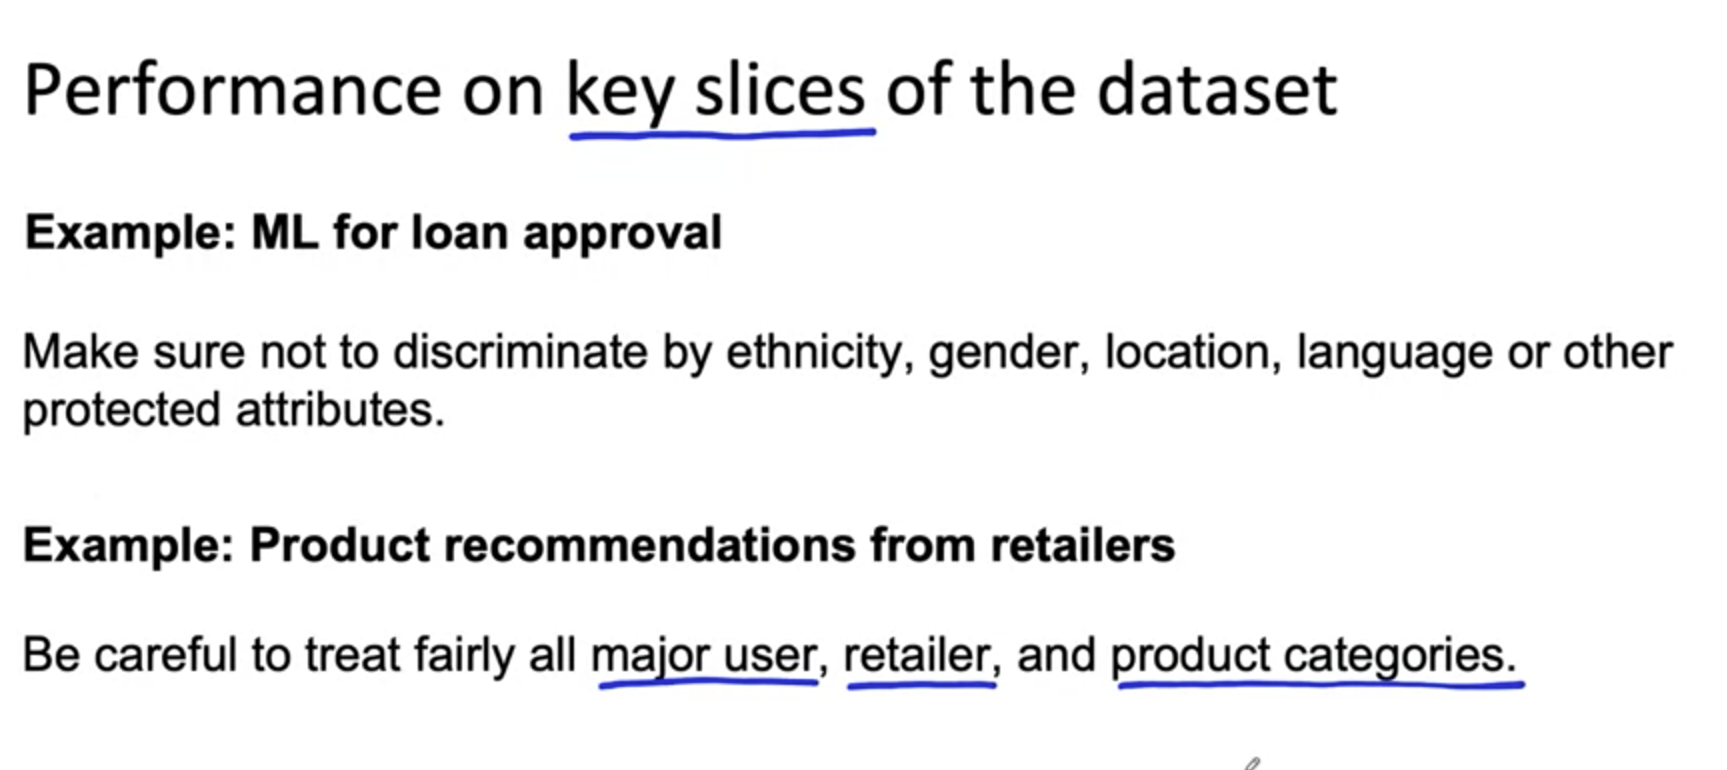 Performance on key slices of the dataset
Example: ML for loan approval
Make sure not to discriminate by ethnicity, gender, location, language or other
protected attributes.
Example: Product recommendations from retailers
Be careful to treat fairly all major user, retailer, and product categories.